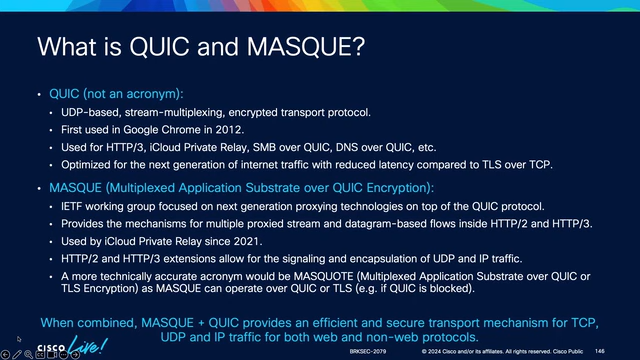 What is QUIC and MASQUE?
• QUIC (not an acronym):
• UDP-based, stream-multiplexing, encrypted transport protocol.
• First used in Google Chrome in 2012.
• Used for HTTP/3, iCloud Private Relay, SMB over QUIC, DNS over QUIC, etc.
• Optimized for the next generation of internet traffic with reduced latency compared to TLS over TCP.
• MASQUE (Multiplexed Application Substrate over QUIC Encryption):
• IETF working group focused on next generation proxying technologies on top of the QUIC protocol.
• Provides the mechanisms for multiple proxied stream and datagram-based flows inside HTTP/2 and HTTP/3.
• Used by iCloud Private Relay since 2021.
• HTTP/2 and HTTP/3 extensions allow for the signaling and encapsulation of UDP and IP traffic.
• A more technically accurate acronym would be MASQUOTE (Multiplexed Application Substrate over QUIC or
TLS Encryption) as MASQUE can operate over QUIC or TLS (e.g. if QUIC is blocked).
When combined, MASQUE + QUIC provides an efficient and secure transport mechanism for TCP,
UDP and IP traffic for both web and non-web protocols.
CISCO Live!
BRKSEC-2079
© 2024 Cisco and/or its affiliates. All rights reserved. Cisco Public
146